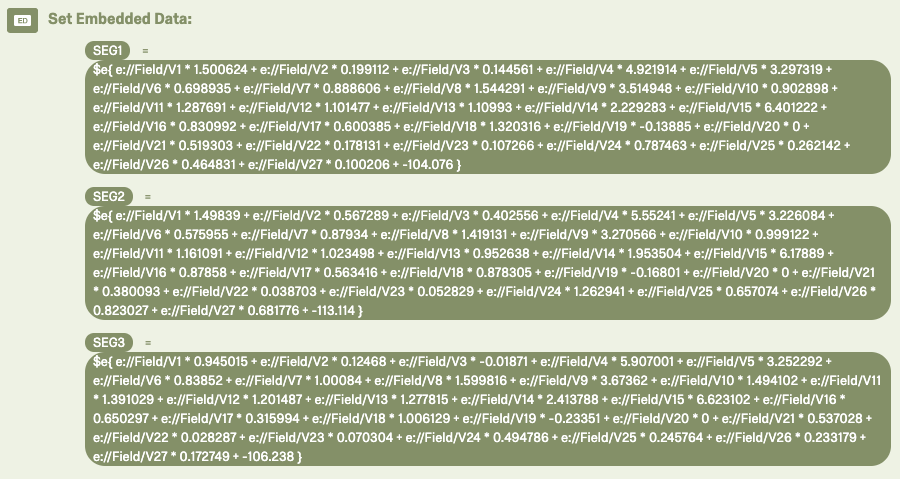 ED Set Embedded Data:
SEG1 =
$e{ e://Field/V1 * 1.500624 + e://Field/V2 * 0.199112 + e://Field/V3 * 0.144561 + e://Field/V4 * 4.921914 + e://Field/V5 * 3.297319 +
e://Field/V6 * 0.698935 + e://Field/V7 * 0.888606 + e://Field/V8 * 1.544291 + e://Field/V9 * 3.514948 + e://Field/V10 * 0.902898 +
e://Field/V11 * 1.287691 + e://Field/V12 * 1.101477 + e://Field/V13 * 1.10993 + e://Field/V14 * 2.229283 + e://Field/V15 * 6.401222 +
e://Field/V16 * 0.830992 + e://Field/V17 * 0.600385 + e://Field/V18 * 1.320316 + e://Field/V19 * -0.13885 + e://Field/V20 * 0 +
e://Field/V21 * 0.519303 + e://Field/V22 * 0.178131 + e://Field/V23 * 0.107266 + e://Field/V24 * 0.787463 + e://Field/V25 * 0.262142 +
e://Field/V26 * 0.464831 + e://Field/V27 * 0.100206 + -104.076 }
SEG2 =
$e{ e://Field/V1 * 1.49839 + e://Field/V2 * 0.567289 + e://Field/V3 * 0.402556 + e://Field/V4 * 5.55241 + e://Field/V5 * 3.226084 +
e://Field/V6 * 0.575955 + e://Field/V7 * 0.87934 + e://Field/V8 * 1.419131 + e://Field/V9 * 3.270566 + e://Field/V10 * 0.999122 +
e://Field/V11 * 1.161091 + e://Field/V12 * 1.023498 + e://Field/V13 * 0.952638 + e://Field/V14 * 1.953504 + e://Field/V15 * 6.17889 +
e://Field/V16 * 0.87858 + e://Field/V17 * 0.563416 + e://Field/V18 * 0.878305 + e://Field/V19 * -0.16801 + e://Field/V20 * 0 + e://Field/V21
* 0.380093 + e://Field/V22 * 0.038703 + e://Field/V23 * 0.052829 + e://Field/V24 * 1.262941 + e://Field/V25 * 0.657074 + e://Field/V26 *
0.823027 + e://Field/V27 * 0.681776 + -113.114 }
SEG3 =
$e{ e://Field/V1 * 0.945015 + e://Field/V2 * 0.12468 + e://Field/V3 * -0.01871 + e://Field/V4 * 5.907001 + e://Field/V5 * 3.252292 +
e://Field/V6 * 0.83852 + e://Field/V7 * 1.00084 + e://Field/V8 * 1.599816 + e://Field/V9 * 3.67362 + e://Field/V10 * 1.494102 + e://Field/V11
* 1.391029 + e://Field/V12 * 1.201487 + e://Field/V13 * 1.277815 + e://Field/V14 * 2.413788 + e://Field/V15 * 6.623102 + e://Field/V16 *
0.650297 + e://Field/V17 * 0.315994 + e://Field/V18 * 1.006129 + e://Field/V19 * -0.23351 + e://Field/V20 * 0 + e://Field/V21 * 0.537028 +
e://Field/V22 * 0.028287 + e://Field/V23 * 0.070304 + e://Field/V24 * 0.494786 + e://Field/V25 * 0.245764 + e://Field/V26 * 0.233179 +
e://Field/V27 * 0.172749 + -106.238 }